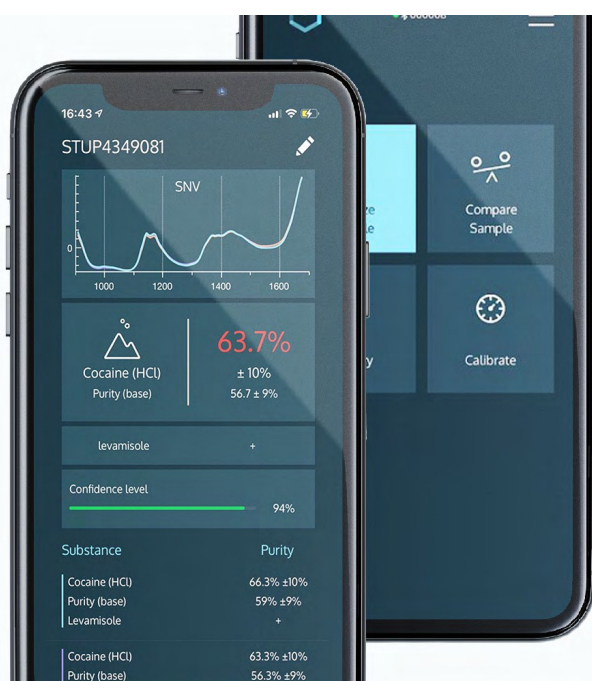 16:43
STUP4349081
SNV
0
1000 1200 1400 1600
Cocaine (HCl)
Purity (base)
63.7%
± 10%
56.7 ± 9%
levamisole +
Confidence level
94%
Substance Purity
Cocaine (HCl) 66.3% ±10%
Purity (base) 59% ±9%
Levamisole +
Cocaine (HCl) 63.3% ±10%
Purity (base) 56.3% ±9%
Compare
Sample
Calibrate